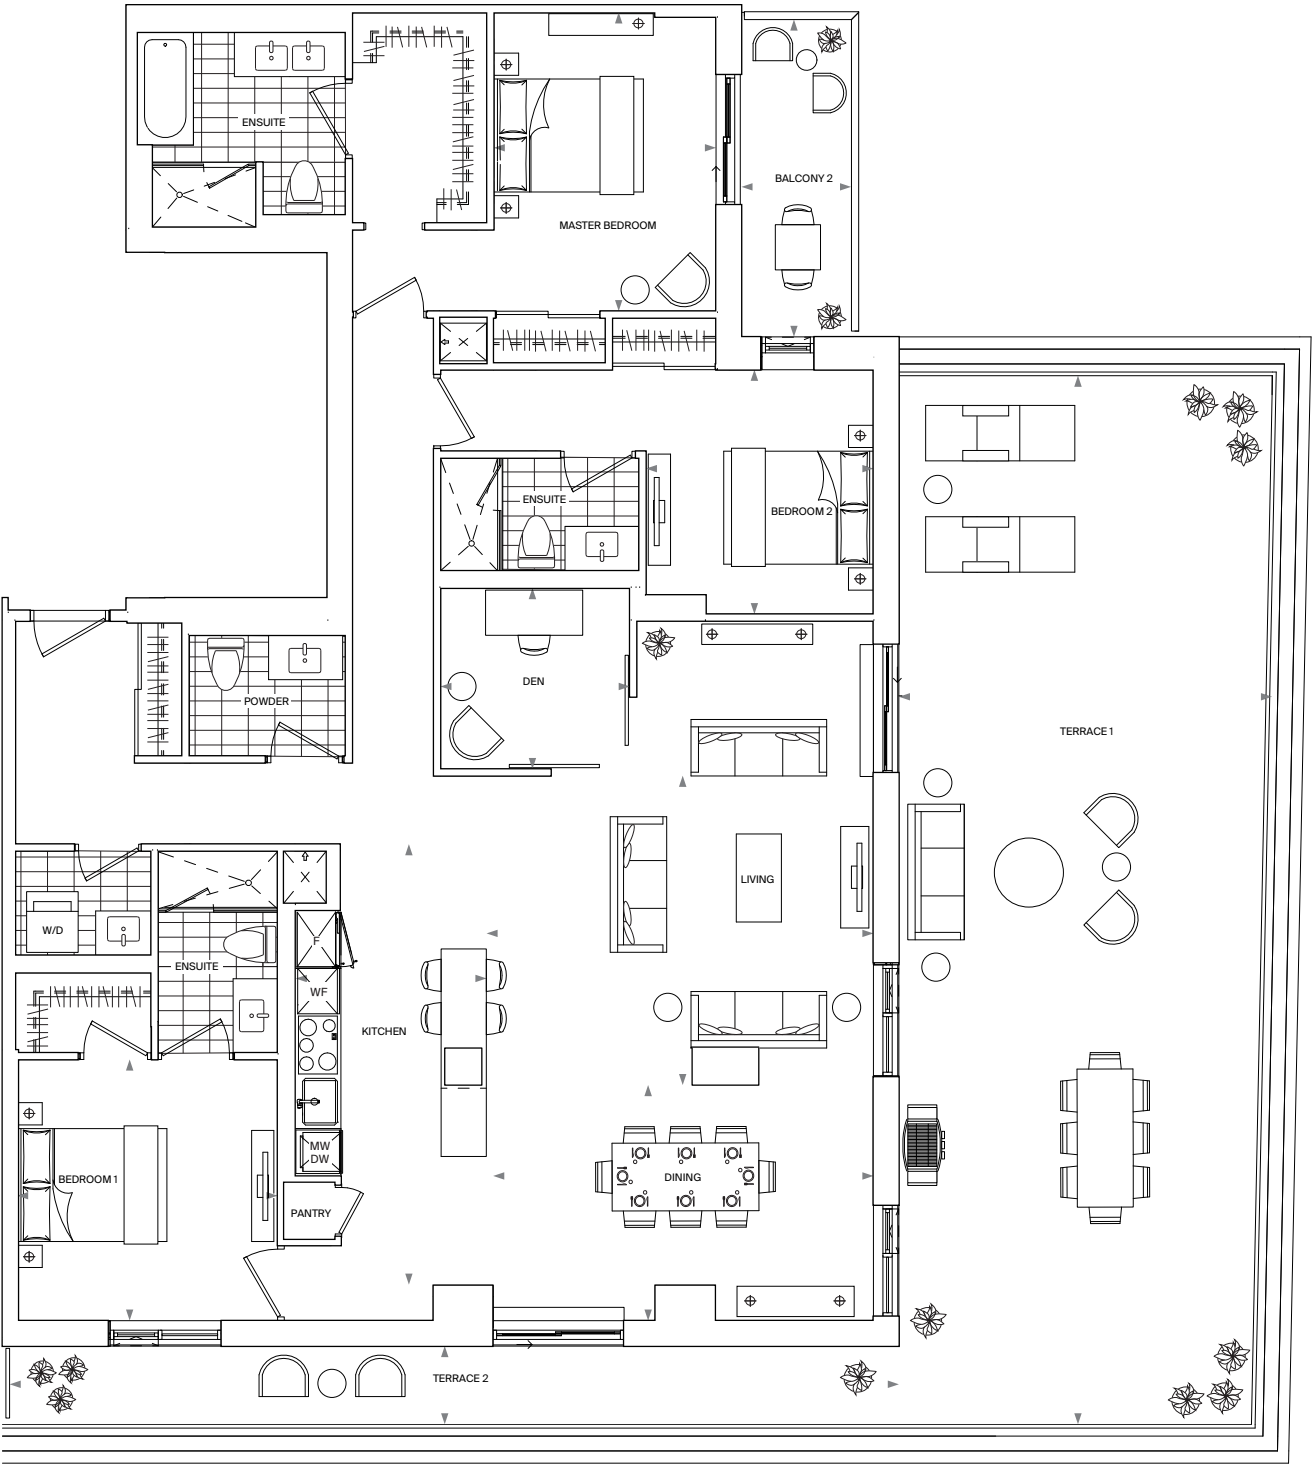 ENSUITE
BALCONY 2
MASTER BEDROOM
X
ENSUITE
BEDROOM 2
DEN
POWDER
TERRACE 1
X
LIVING
W/D
F
ENSUITE
WF
KITCHEN
MW
DW
BEDROOM 1
DINING
PANTRY
TERRACE 2